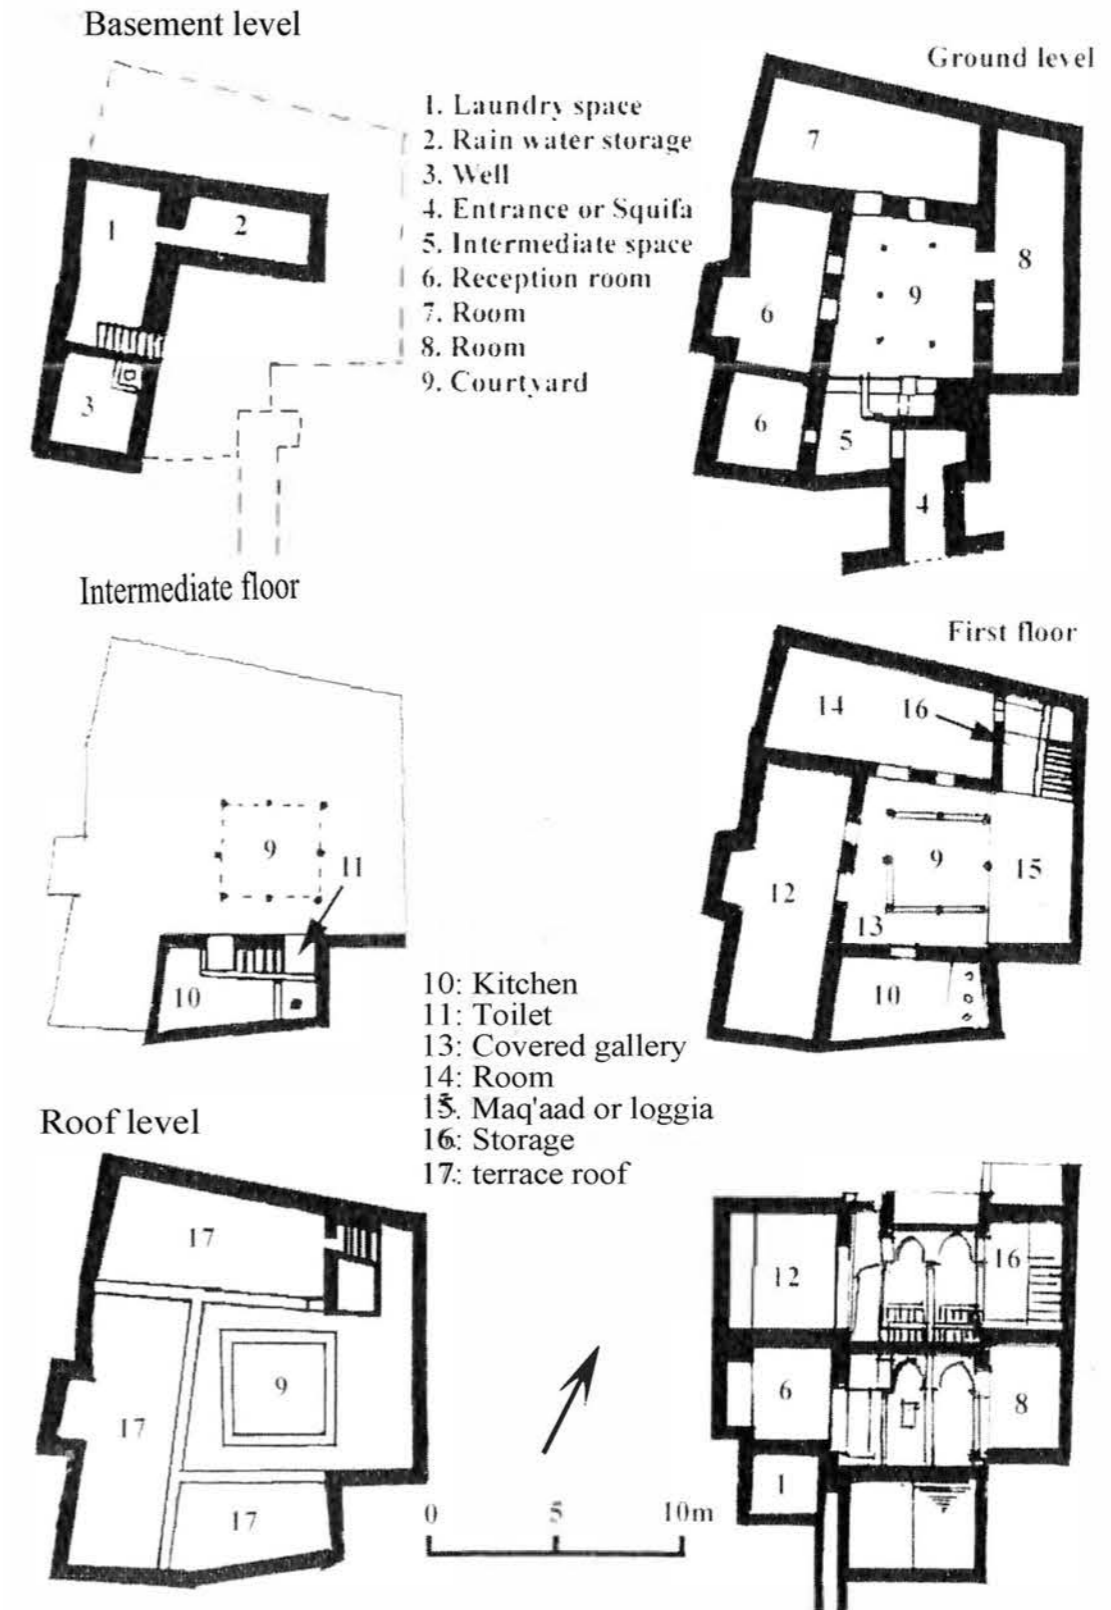 Basement level
Ground level
1. Laundry space
2. Rain water storage
3. Well
4. Entrance or Squifa
5. Intermediate space
6. Reception room
7. Room
8. Room
9. Courtyard
1
2
3
7
8
9
6
6
5
4
Intermediate floor
First floor
9
11
10
14
16
9
15
12
13
10
10: Kitchen
11: Toilet
13: Covered gallery
14: Room
15. Maq'aad or loggia
16: Storage
17: terrace roof
Roof level
17
9
17
17
0 5 10m
12
16
6
8
1